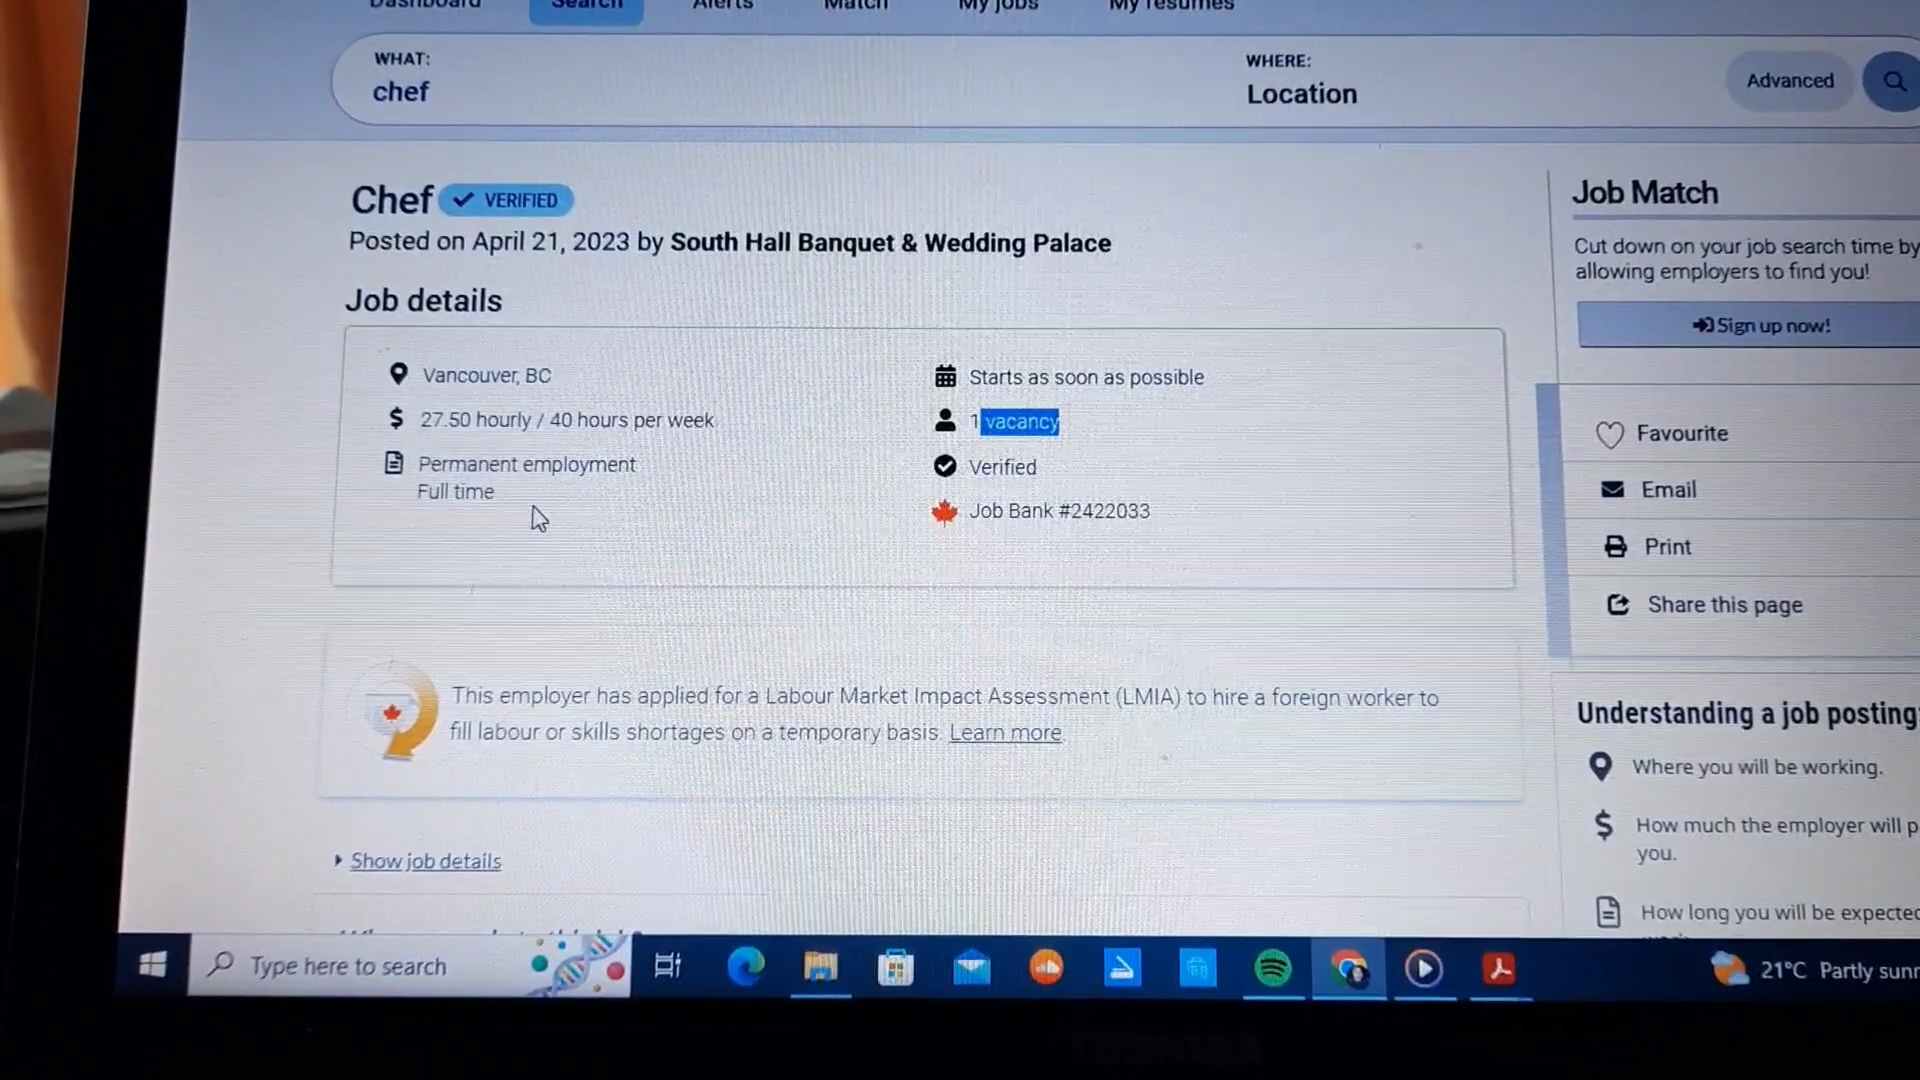 Dashboard
Search
Alerts
Match
My jobs
My resumes
WHAT:
chef
WHERE:
Location
Advanced
Chef
VERIFIED
Posted on April 21, 2023 by South Hall Banquet & Wedding Palace
Job details
Vancouver, BC
27.50 hourly / 40 hours per week
Permanent employment
Full time
Starts as soon as possible
1 vacancy
Verified
Job Bank #2422033
This employer has applied for a Labour Market Impact Assessment (LMIA) to hire a foreign worker to
fill labour or skills shortages on a temporary basis. Learn more.
Show job details
Job Match
Cut down on your job search time by
allowing employers to find you!
Sign up now!
Favourite
Email
Print
Share this page
Understanding a job posting
Where you will be working.
How much the employer will p
you.
How long you will be expected
Type here to search
21°C Partly sunn
TOSHIBA